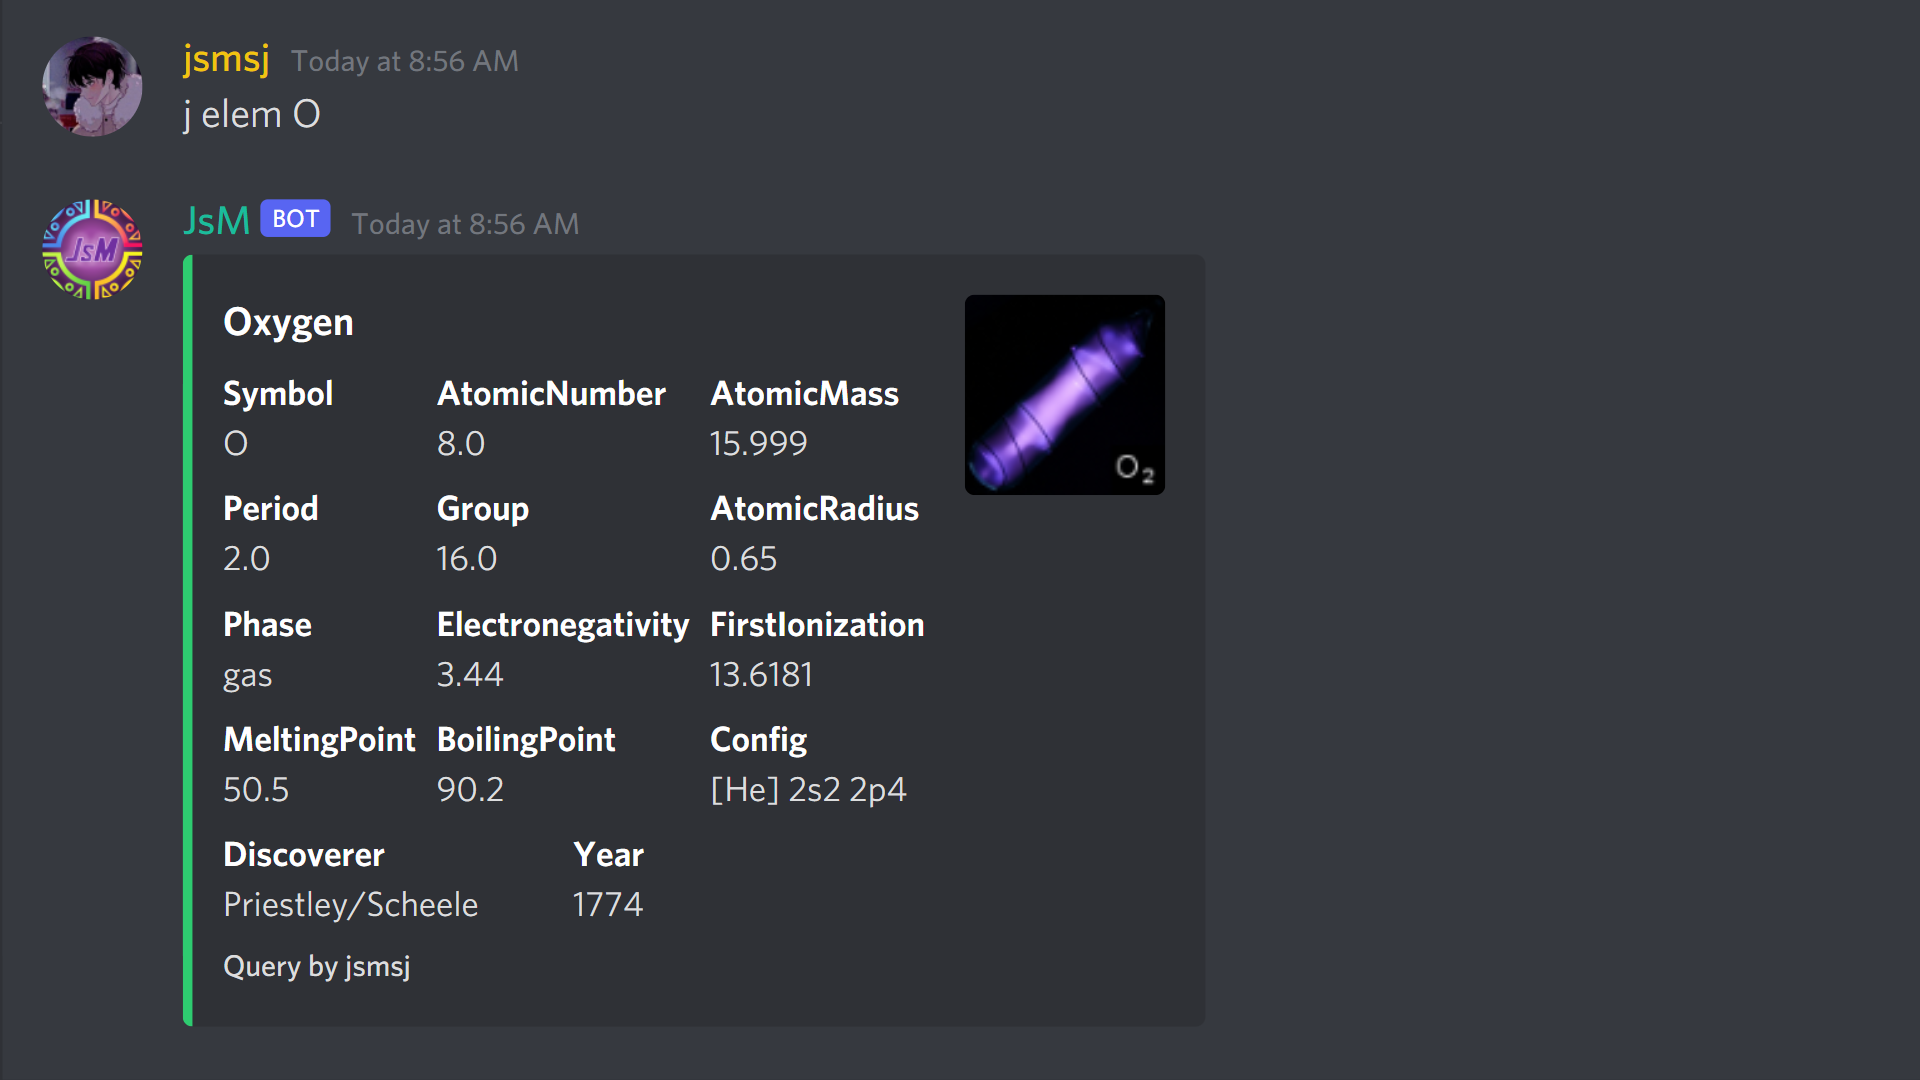 jsmsj Today at 8:56 AM
j elem O
JsM BOT Today at 8:56 AM
JsM
Oxygen
Symbol AtomicNumber AtomicMass
O 8.0 15.999
O2
Period Group AtomicRadius
2.0 16.0 0.65
Phase Electronegativity FirstIonization
gas 3.44 13.6181
MeltingPoint BoilingPoint Config
50.5 90.2 [He] 2s2 2p4
Discoverer Year
Priestley/Scheele 1774
Query by jsmsj